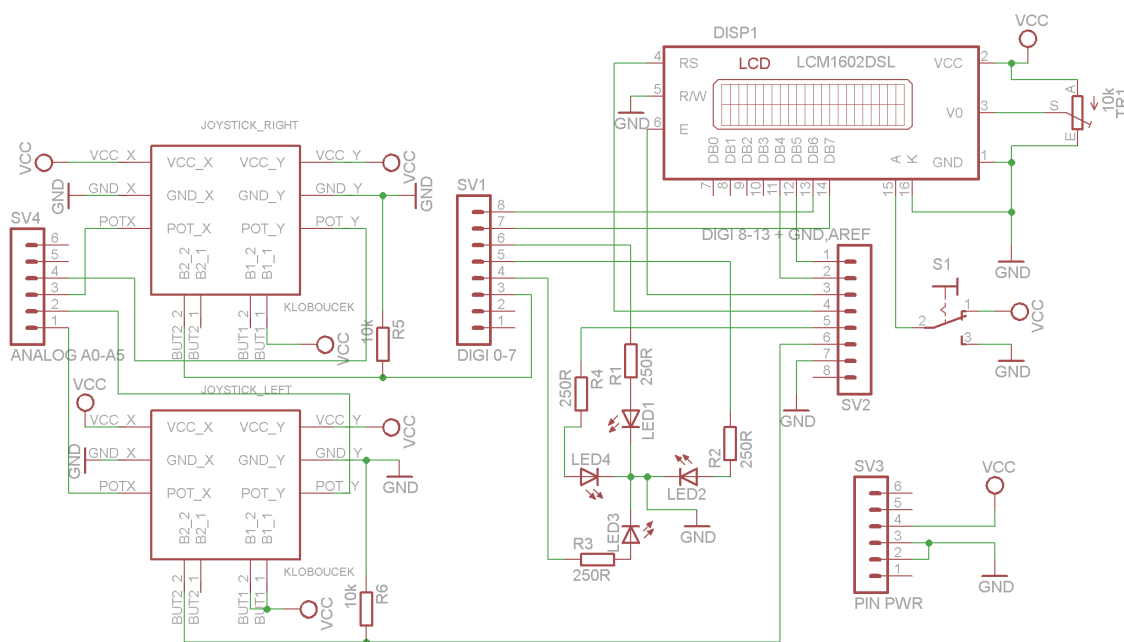 DISP1
LCD
LCM1602DSL
4
RS
5
R/W
6
E
GND
VCC
2
V0
3
GND
1
DB0
DB1
DB2
DB3
DB4
DB5
DB6
DB7
A
K
7
8
9
10
11
12
13
14
15
16
VCC
A
S
E
10k
TR1
GND
JOYSTICK_RIGHT
VCC
VCC_X
VCC_X
VCC_Y
VCC_Y
VCC
GND
GND_X
GND_X
GND_Y
GND_Y
GND
POTX
POT_X
POT_Y
POT_Y
B2_2
B2_1
B1_2
B1_1
BUT2_2
BUT2_1
BUT1_2
BUT1_1
KLOBOUCEK
VCC
10k
R5
SV4
6
5
4
3
2
1
ANALOG A0-A5
SV1
8
7
6
5
4
3
2
1
DIGI 0-7
DIGI 8-13 + GND,AREF
1
2
3
4
5
6
7
8
SV2
GND
S1
2
1
3
VCC
GND
JOYSTICK_LEFT
VCC
VCC_X
VCC_X
VCC_Y
VCC_Y
VCC
GND
GND_X
GND_X
GND_Y
GND_Y
GND
POTX
POT_X
POT_Y
POT_Y
B2_2
B2_1
B1_2
B1_1
BUT2_2
BUT2_1
BUT1_2
BUT1_1
KLOBOUCEK
VCC
10k
R6
250R
R4
R1
250R
LED1
LED4
LED2
R2
250R
LED3
R3
250R
GND
SV3
6
5
4
3
2
1
PIN PWR
VCC
GND